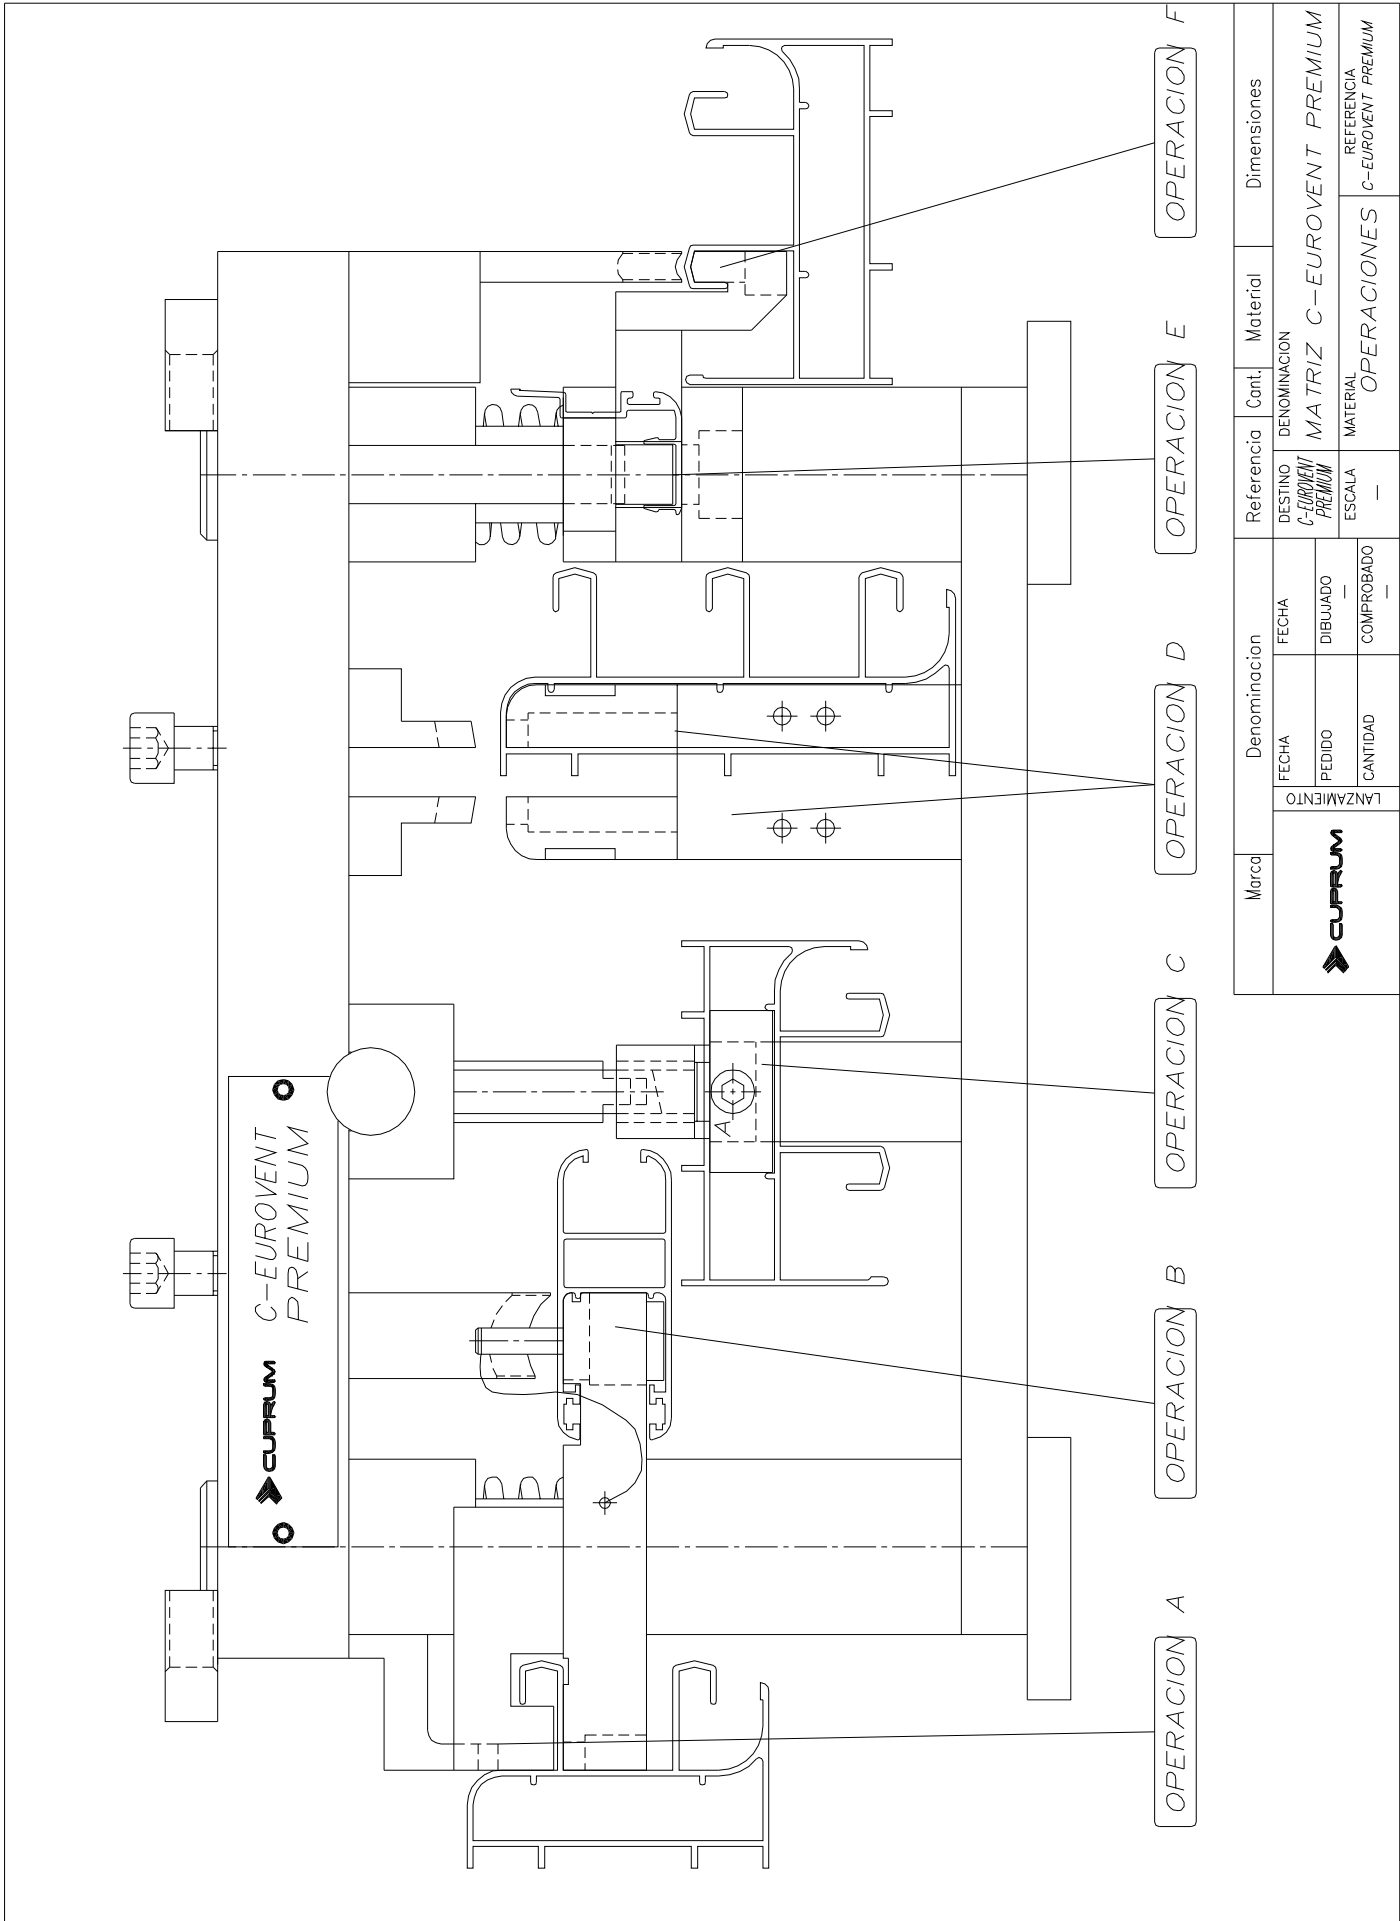 C-EUROVENT
PREMIUM
CUPRUM
A
OPERACION A
OPERACION B
OPERACION C
OPERACION D
OPERACION E
OPERACION F
Marca
Denominacion
Referencia
Cant.
Material
Dimensiones
CUPRUM
LANZAMIENTO
FECHA
FECHA
PEDIDO
DIBUJADO
—
CANTIDAD
COMPROBADO
—
DESTINO
C-EUROVENT
PREMIUM
DENOMINACION
MATRIZ C-EUROVENT PREMIUM
ESCALA
—
MATERIAL
OPERACIONES
REFERENCIA
C-EUROVENT PREMIUM